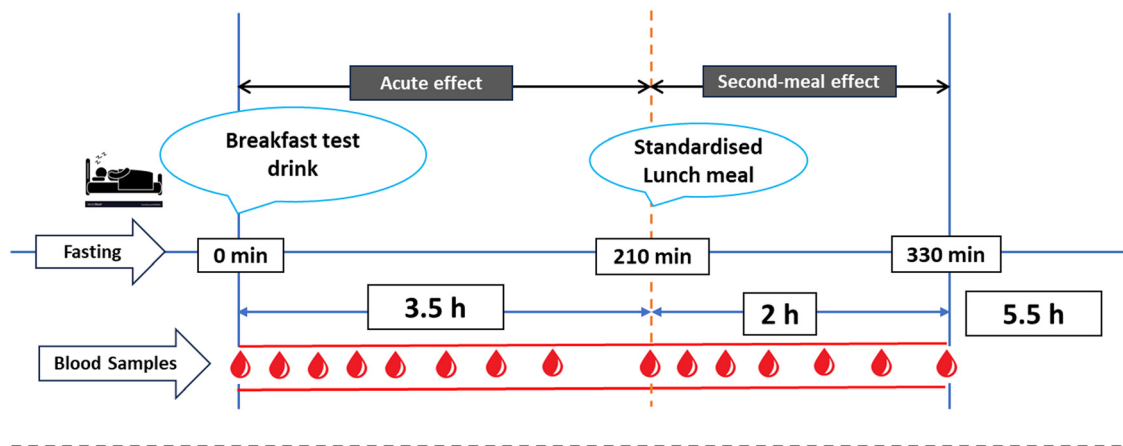 Acute effect
Second-meal effect
Breakfast test
drink
Standardised
Lunch meal
Fasting
0 min
210 min
330 min
3.5 h
2 h
5.5 h
Blood Samples